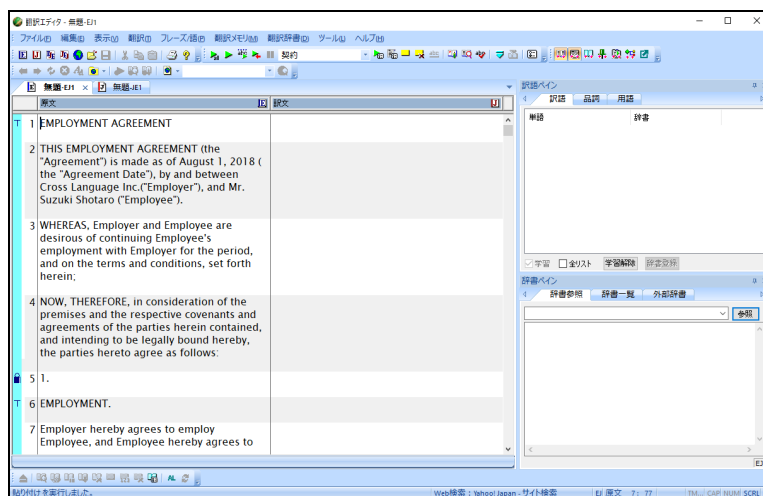 翻訳エディタ - 無題-EJ1
ファイル(F) 編集(E) 表示(V) 翻訳(T) フレーズ/語(P) 翻訳メモリ(M) 翻訳辞書(D) ツール(L) ヘルプ(H)
契約
無題-EJ1 × 無題-JE1
原文 E 訳文 J
T 1 EMPLOYMENT AGREEMENT
2 THIS EMPLOYMENT AGREEMENT (the
"Agreement") is made as of August 1, 2018 (
the "Agreement Date"), by and between
Cross Language Inc.("Employer"), and Mr.
Suzuki Shotaro ("Employee").
3 WHEREAS, Employer and Employee are
desirous of continuing Employee's
employment with Employer for the period,
and on the terms and conditions, set forth
herein;
4 NOW, THEREFORE, in consideration of the
premises and the respective covenants and
agreements of the parties herein contained,
and intending to be legally bound hereby,
the parties hereto agree as follows:
5 1.
T 6 EMPLOYMENT.
7 Employer hereby agrees to employ
Employee, and Employee hereby agrees to
訳語ペイン
訳語 品詞 用語
単語 辞書
学習 全リスト 学習解除 辞書登録
辞書ペイン
辞書参照 辞書一覧 外部辞書
参照
EJ
貼り付けを実行しました。 Web検索 : Yahoo! Japan - サイト検索 EJ 原文 7: 77 TM... CAP NUM SCRL